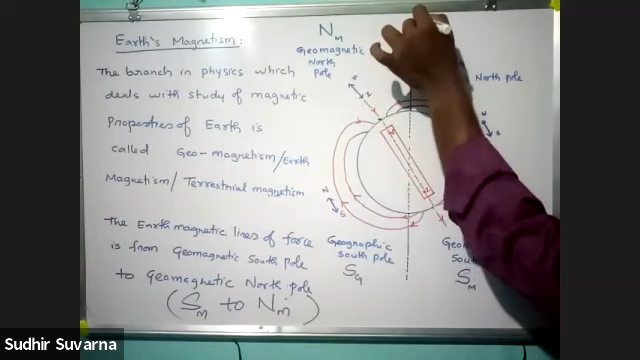 Earth's Magnetism:
The branch in physics which
deals with study of magnetic
Properties of Earth is
called Geo-magnetism/Earth
Magnetism/Terrestrial magnetism
The Earth magnetic lines of force
is from Geomagnetic South pole
to Geomagnetic North pole
(Sm to Nm)
Nm
Geomagnetic
North
Pole
North pole
S
N
N
S
N
S
Geographic
South pole
SG
Sm
Sudhir Suvarna